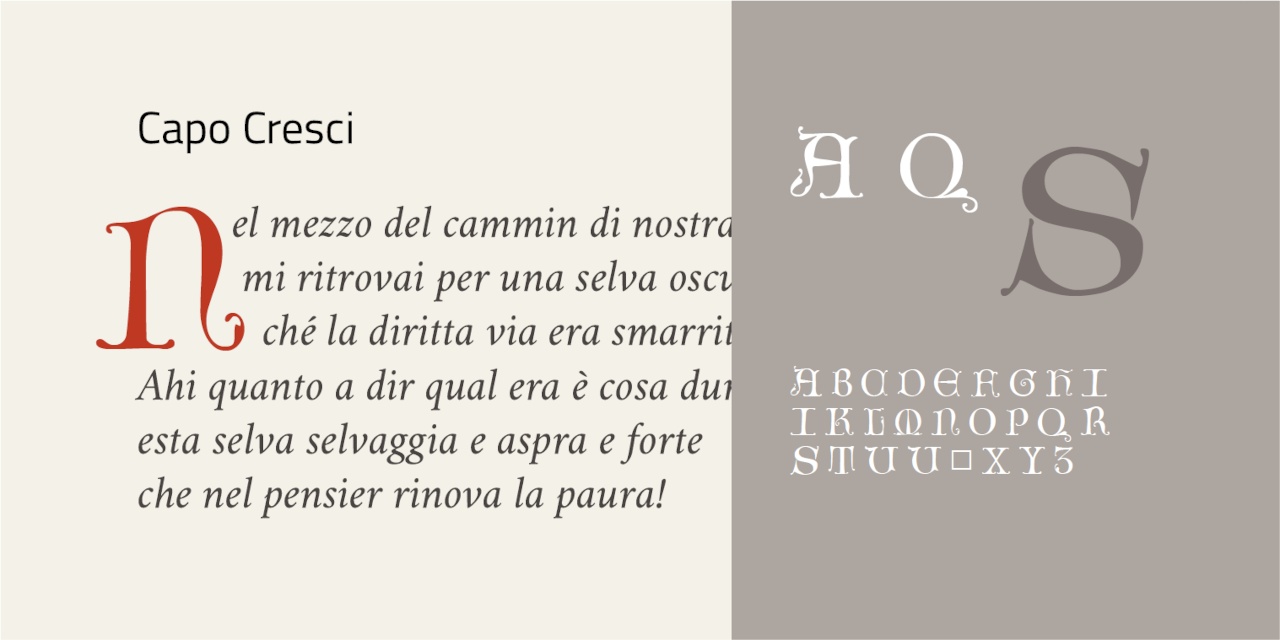 Capo Cresci
Nel mezzo del cammin di nostra
mi ritrovai per una selva oscu
ché la diritta via era smarrit
Ahi quanto a dir qual era è cosa dur
esta selva selvaggia e aspra e forte
che nel pensier rinova la paura!
A Q S
ABCDEFGHI
IKLMNOPQR
STUU□XYZ